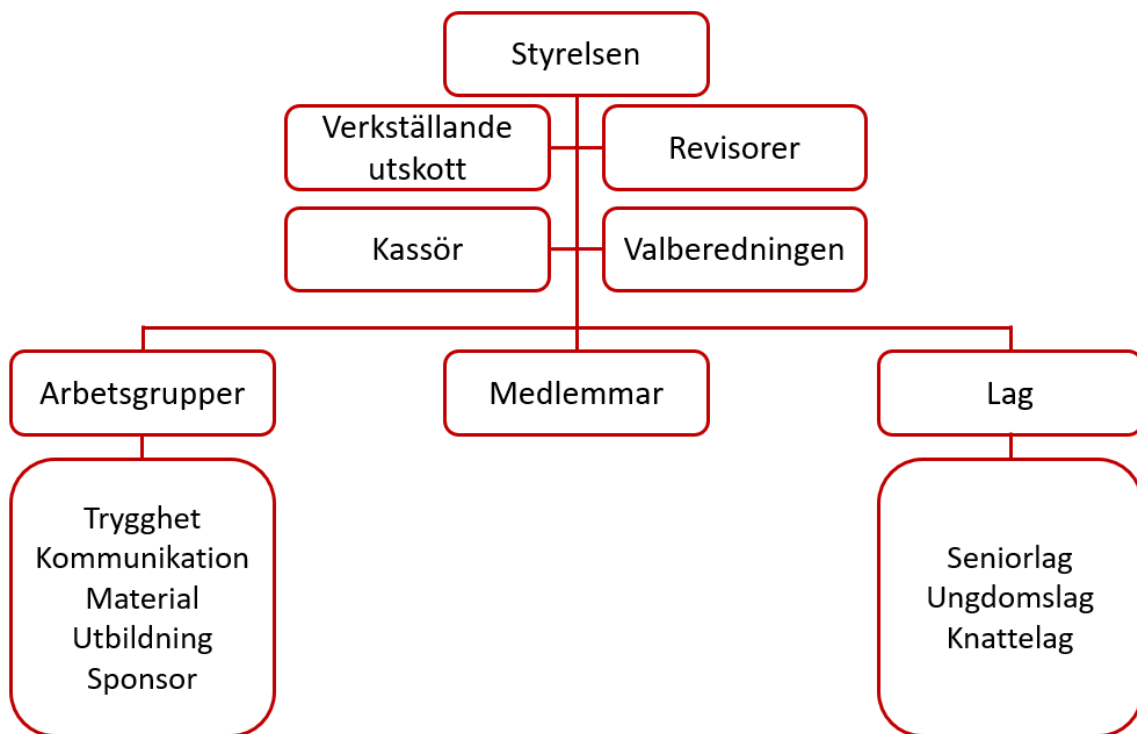 Styrelsen
Verkställande
utskott
Revisorer
Kassör
Valberedningen
Arbetsgrupper
Medlemmar
Lag
Trygghet
Kommunikation
Material
Utbildning
Sponsor
Seniorlag
Ungdomslag
Knattelag